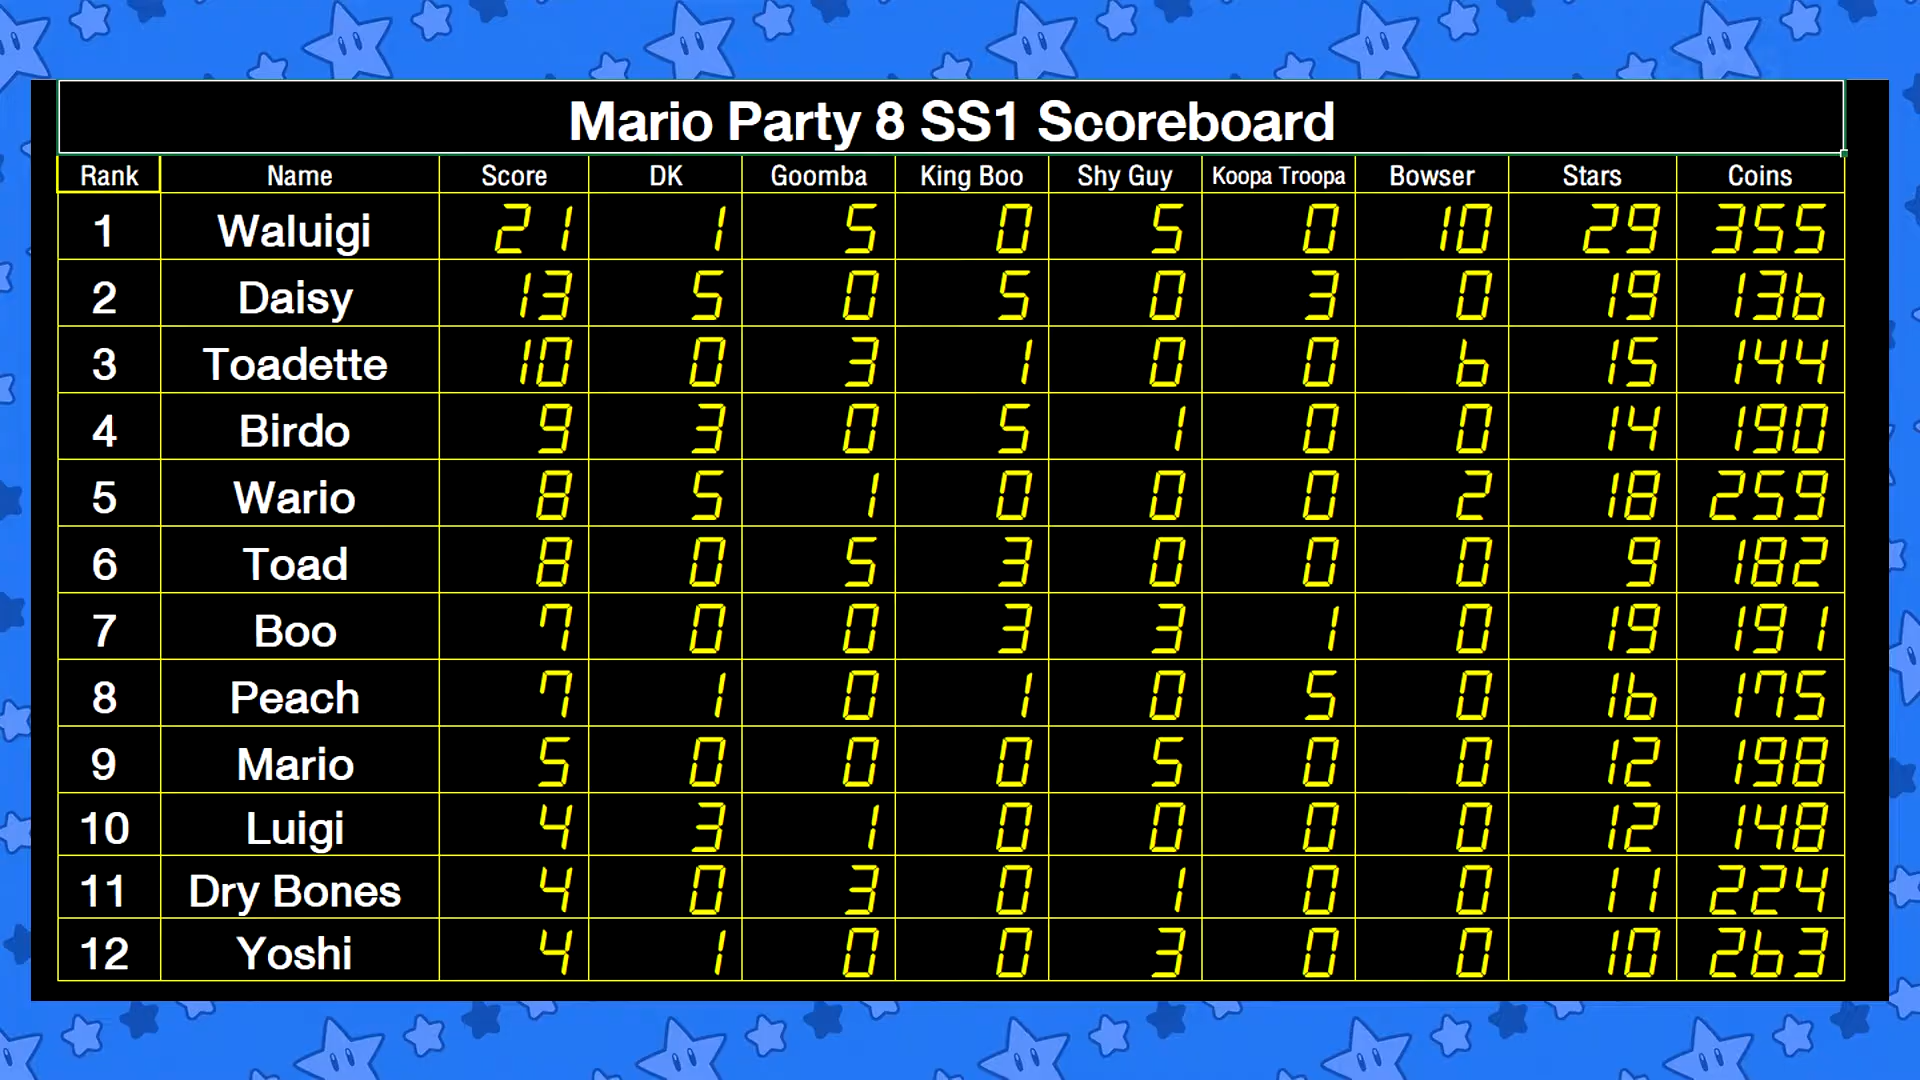 Mario Party 8 SS1 Scoreboard
Rank Name Score DK Goomba King Boo Shy Guy Koopa Troopa Bowser Stars Coins
1 Waluigi 21 1 5 0 5 0 10 29 355
2 Daisy 13 5 0 5 0 3 0 19 136
3 Toadette 10 0 3 1 0 0 6 15 144
4 Birdo 9 3 0 5 1 0 0 14 190
5 Wario 8 5 1 0 0 0 2 18 259
6 Toad 8 0 5 3 0 0 0 9 182
7 Boo 7 0 0 3 3 1 0 19 191
8 Peach 7 1 0 1 0 5 0 16 175
9 Mario 5 0 0 0 5 0 0 12 198
10 Luigi 4 3 1 0 0 0 0 12 148
11 Dry Bones 4 0 3 0 1 0 0 11 224
12 Yoshi 4 1 0 0 3 0 0 10 263